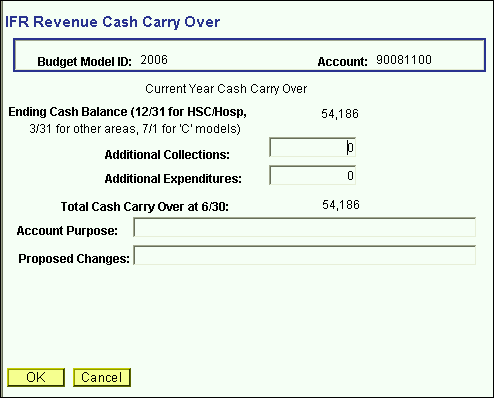 IFR Revenue Cash Carry Over
Budget Model ID: 2006 Account: 90081100
Current Year Cash Carry Over
Ending Cash Balance (12/31 for HSC/Hosp, 54,186
3/31 for other areas, 7/1 for 'C' models)
Additional Collections: 0
Additional Expenditures: 0
Total Cash Carry Over at 6/30: 54,186
Account Purpose:
Proposed Changes:
OK Cancel